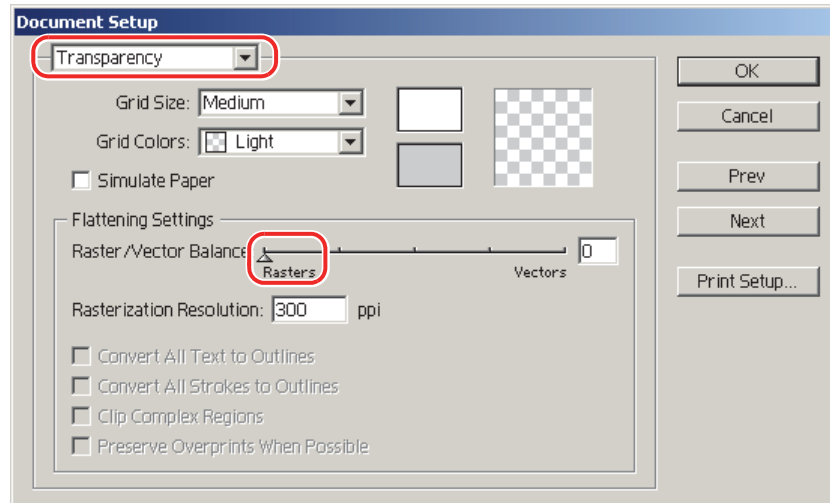 Document Setup
Transparency
OK
Grid Size: Medium
Cancel
Grid Colors: Light
Simulate Paper
Prev
Flattening Settings
Next
Raster/Vector Balance: 0
Rasters Vectors
Print Setup...
Rasterization Resolution: 300 ppi
Convert All Text to Outlines
Convert All Strokes to Outlines
Clip Complex Regions
Preserve Overprints When Possible